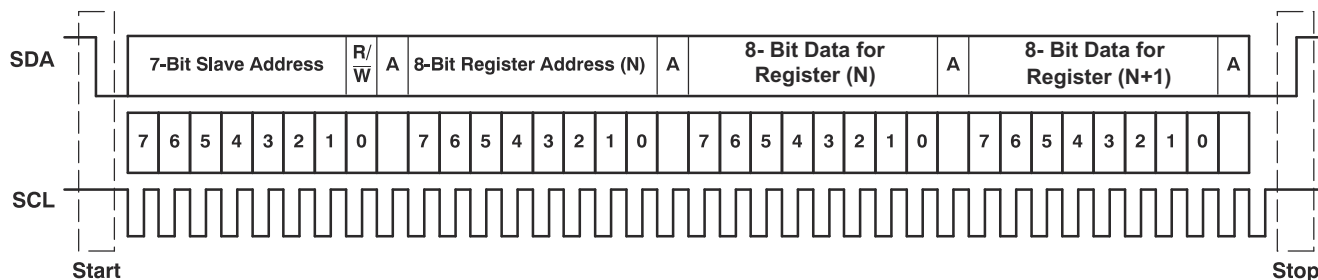 SDA
7-Bit Slave Address
R/
W
A
8-Bit Register Address (N)
A
8- Bit Data for
Register (N)
A
8- Bit Data for
Register (N+1)
A
7 6 5 4 3 2 1 0 7 6 5 4 3 2 1 0 7 6 5 4 3 2 1 0 7 6 5 4 3 2 1 0
SCL
Start
Stop